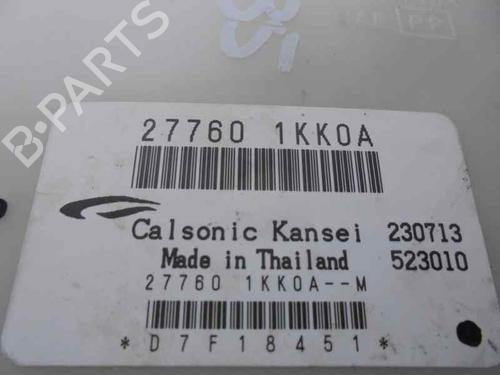 27760 1KK0A
Calsonic Kansei 230713
Made in Thailand 523010
27760 1KK0A--M
*D7F18451*
B-PARTS